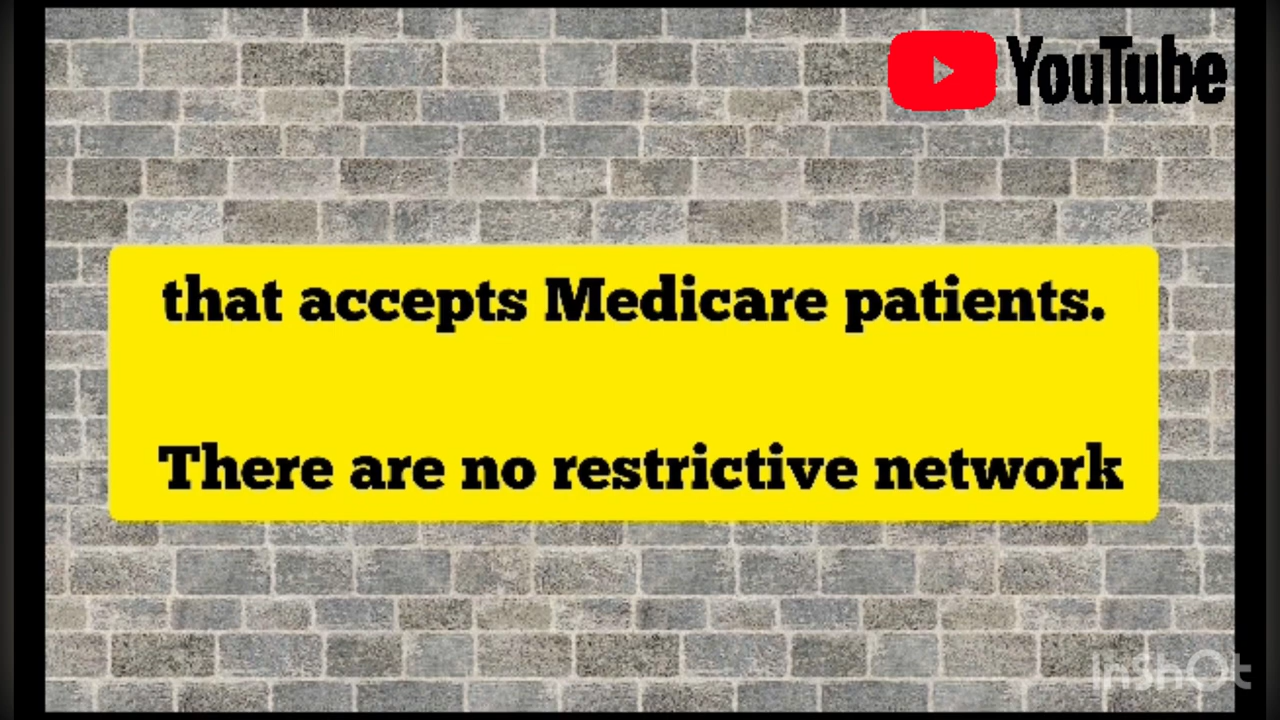 YouTube
that accepts Medicare patients.
There are no restrictive network
InShOt